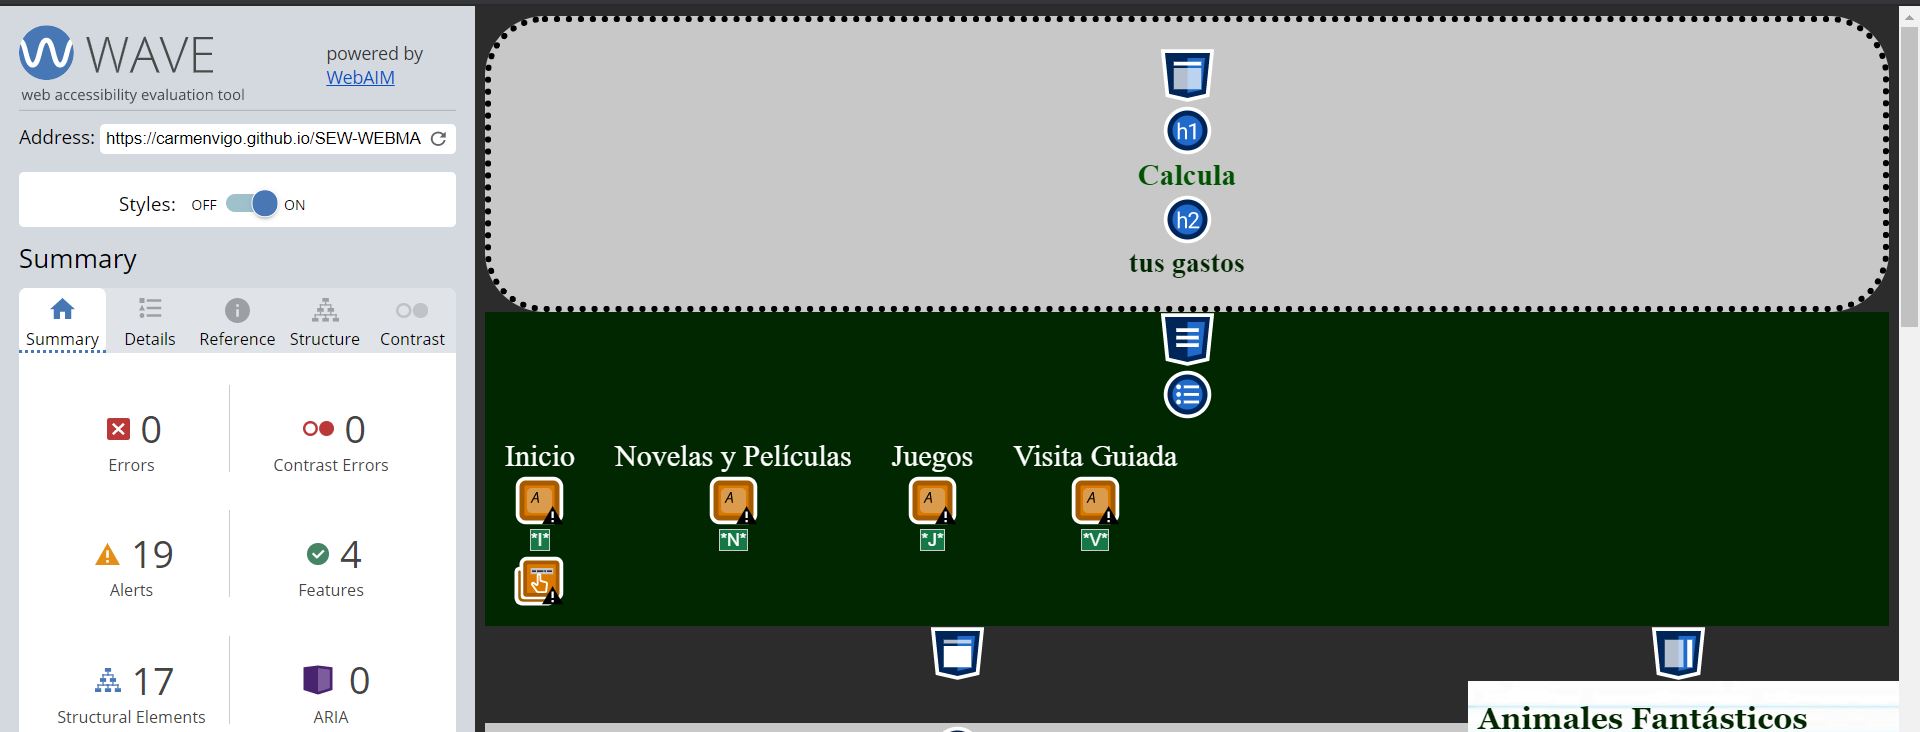 WAVE
powered by
WebAIM
web accessibility evaluation tool
Address: https://carmenvigo.github.io/SEW-WEBMA
Styles: OFF ON
Summary
Summary Details Reference Structure Contrast
0
Errors
0
Contrast Errors
19
Alerts
4
Features
17
Structural Elements
0
ARIA
h1
Calcula
h2
tus gastos
Inicio Novelas y Películas Juegos Visita Guiada
A A A A
*I* *N* *J* *V*
Animales Fantásticos